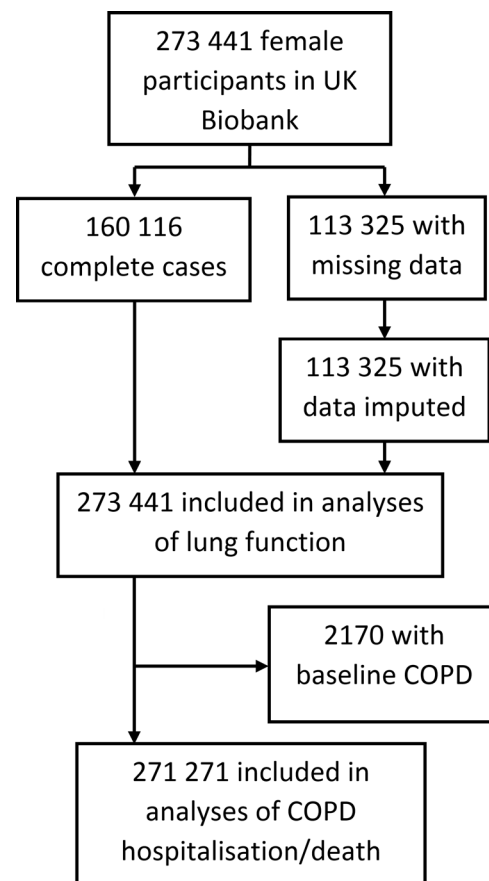 273 441 female
participants in UK
Biobank
160 116
complete cases
113 325 with
missing data
113 325 with
data imputed
273 441 included in analyses
of lung function
2170 with
baseline COPD
271 271 included in
analyses of COPD
hospitalisation/death